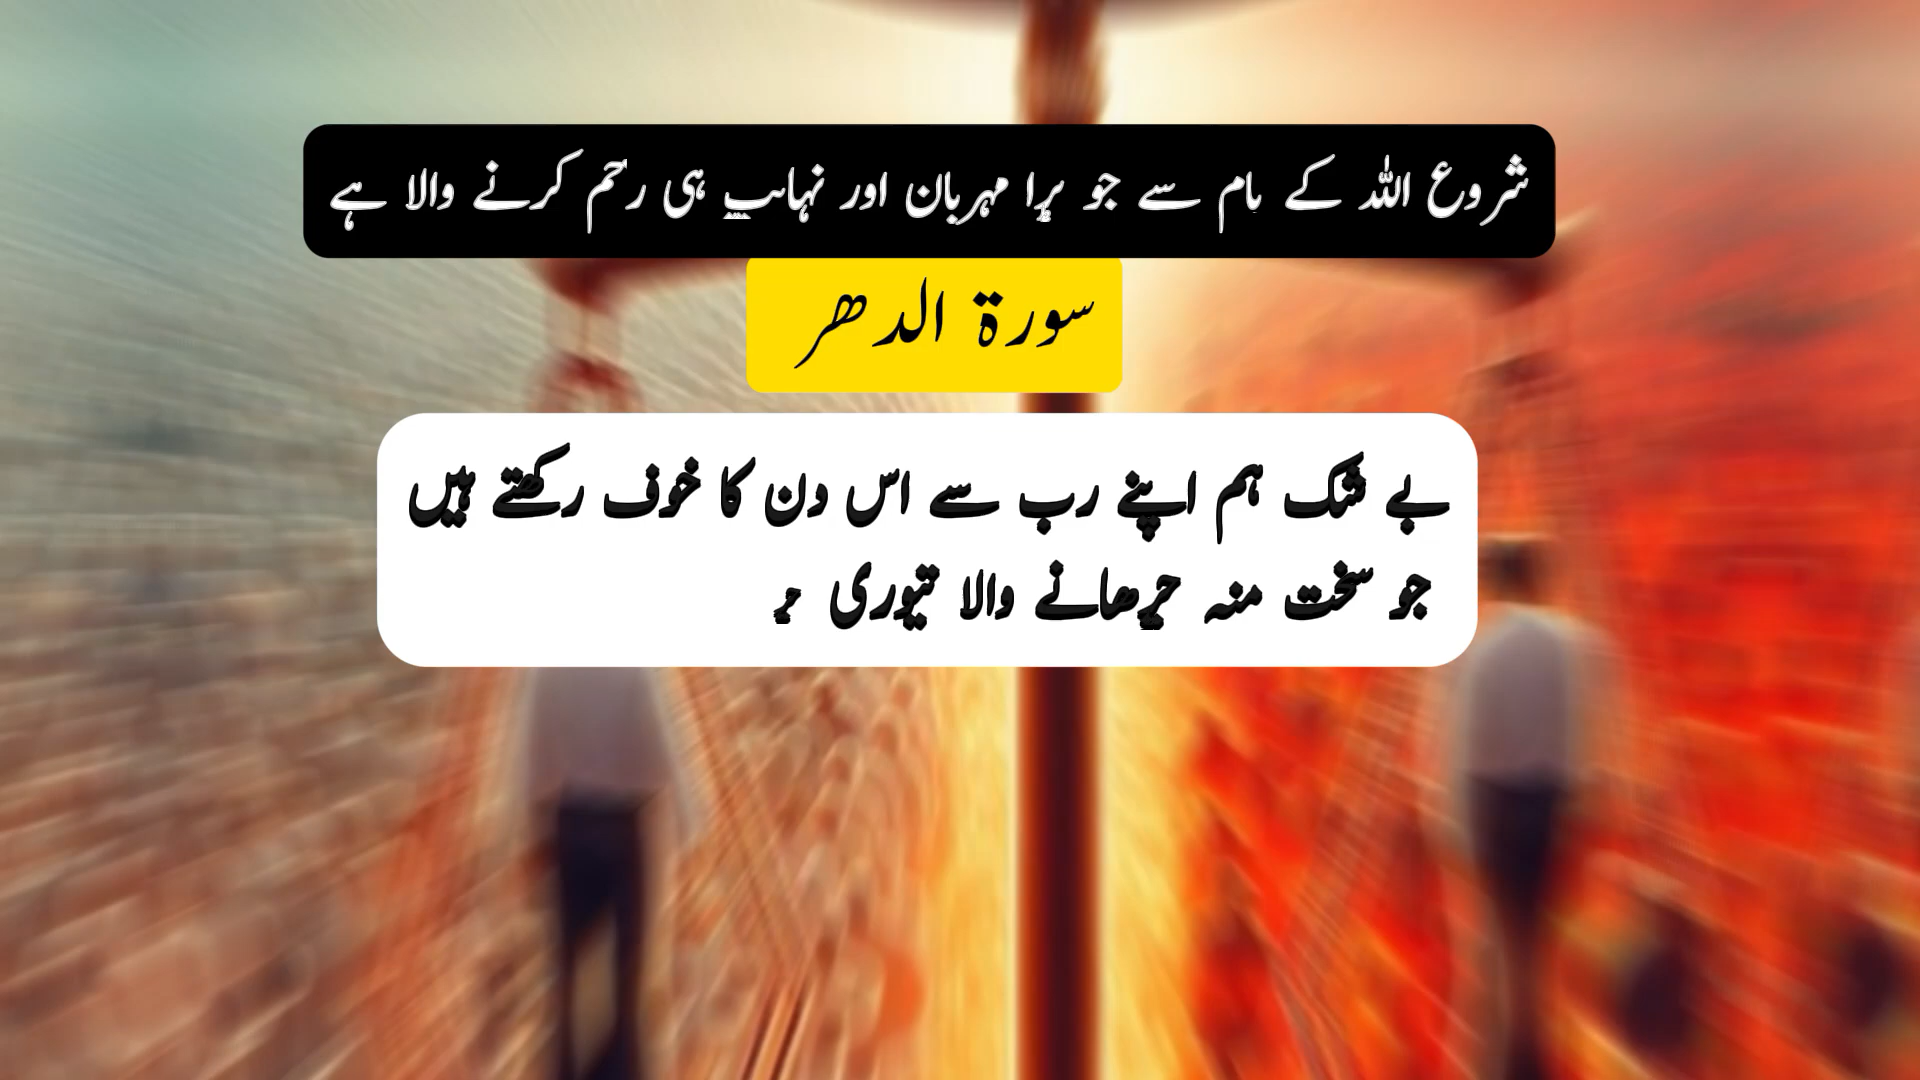 شروع اللہ کے نام سے جو بڑا مہربان اور نہایت ہی رحم کرنے والا ہے
سورۃ الدھر
بے شک ہم اپنے رب سے اس دن کا خوف رکھتے ہیں
جو سخت منہ چڑھانے والا تیوری